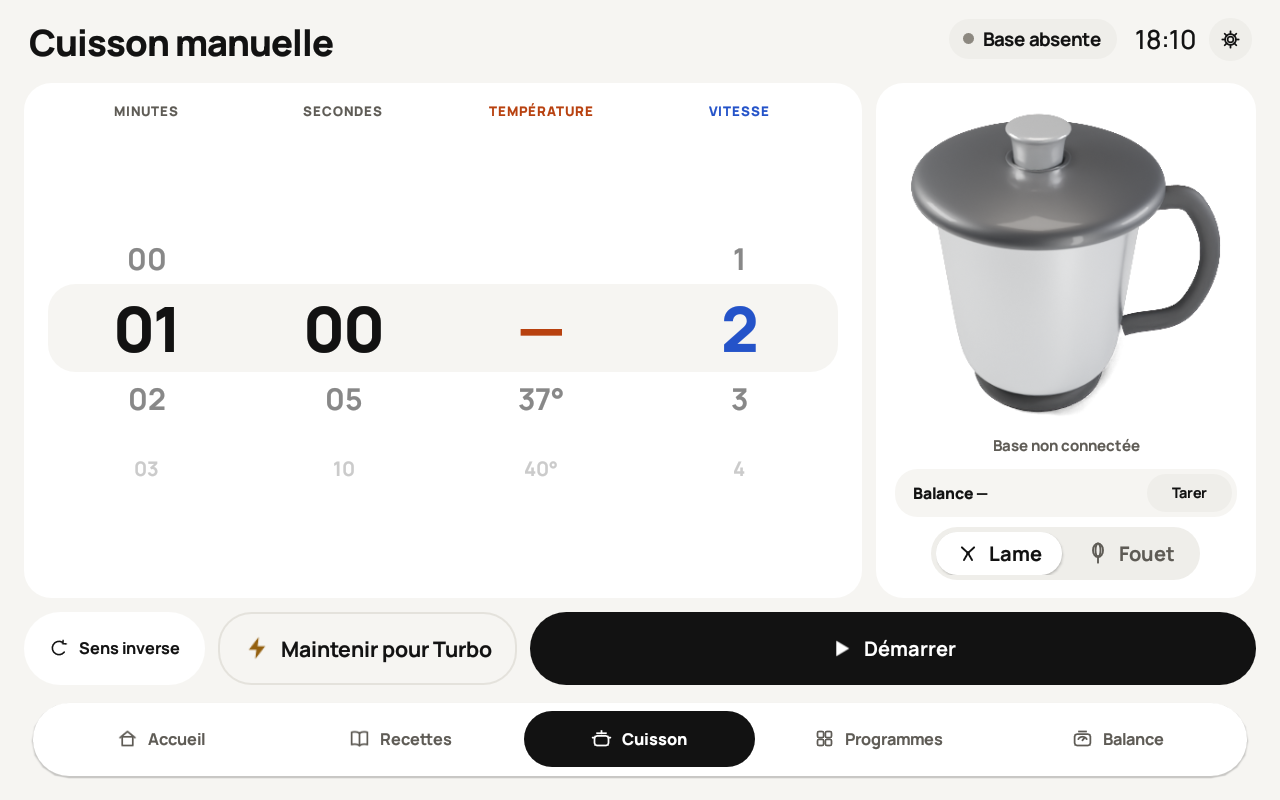 Cuisson manuelle
Base absente
18:10
MINUTES SECONDES TEMPÉRATURE VITESSE
00 1
01 00 — 2
02 05 37° 3
03 10 40° 4
Base non connectée
Balance — Tarer
Lame Fouet
Sens inverse
Maintenir pour Turbo
Démarrer
Accueil Recettes Cuisson Programmes Balance